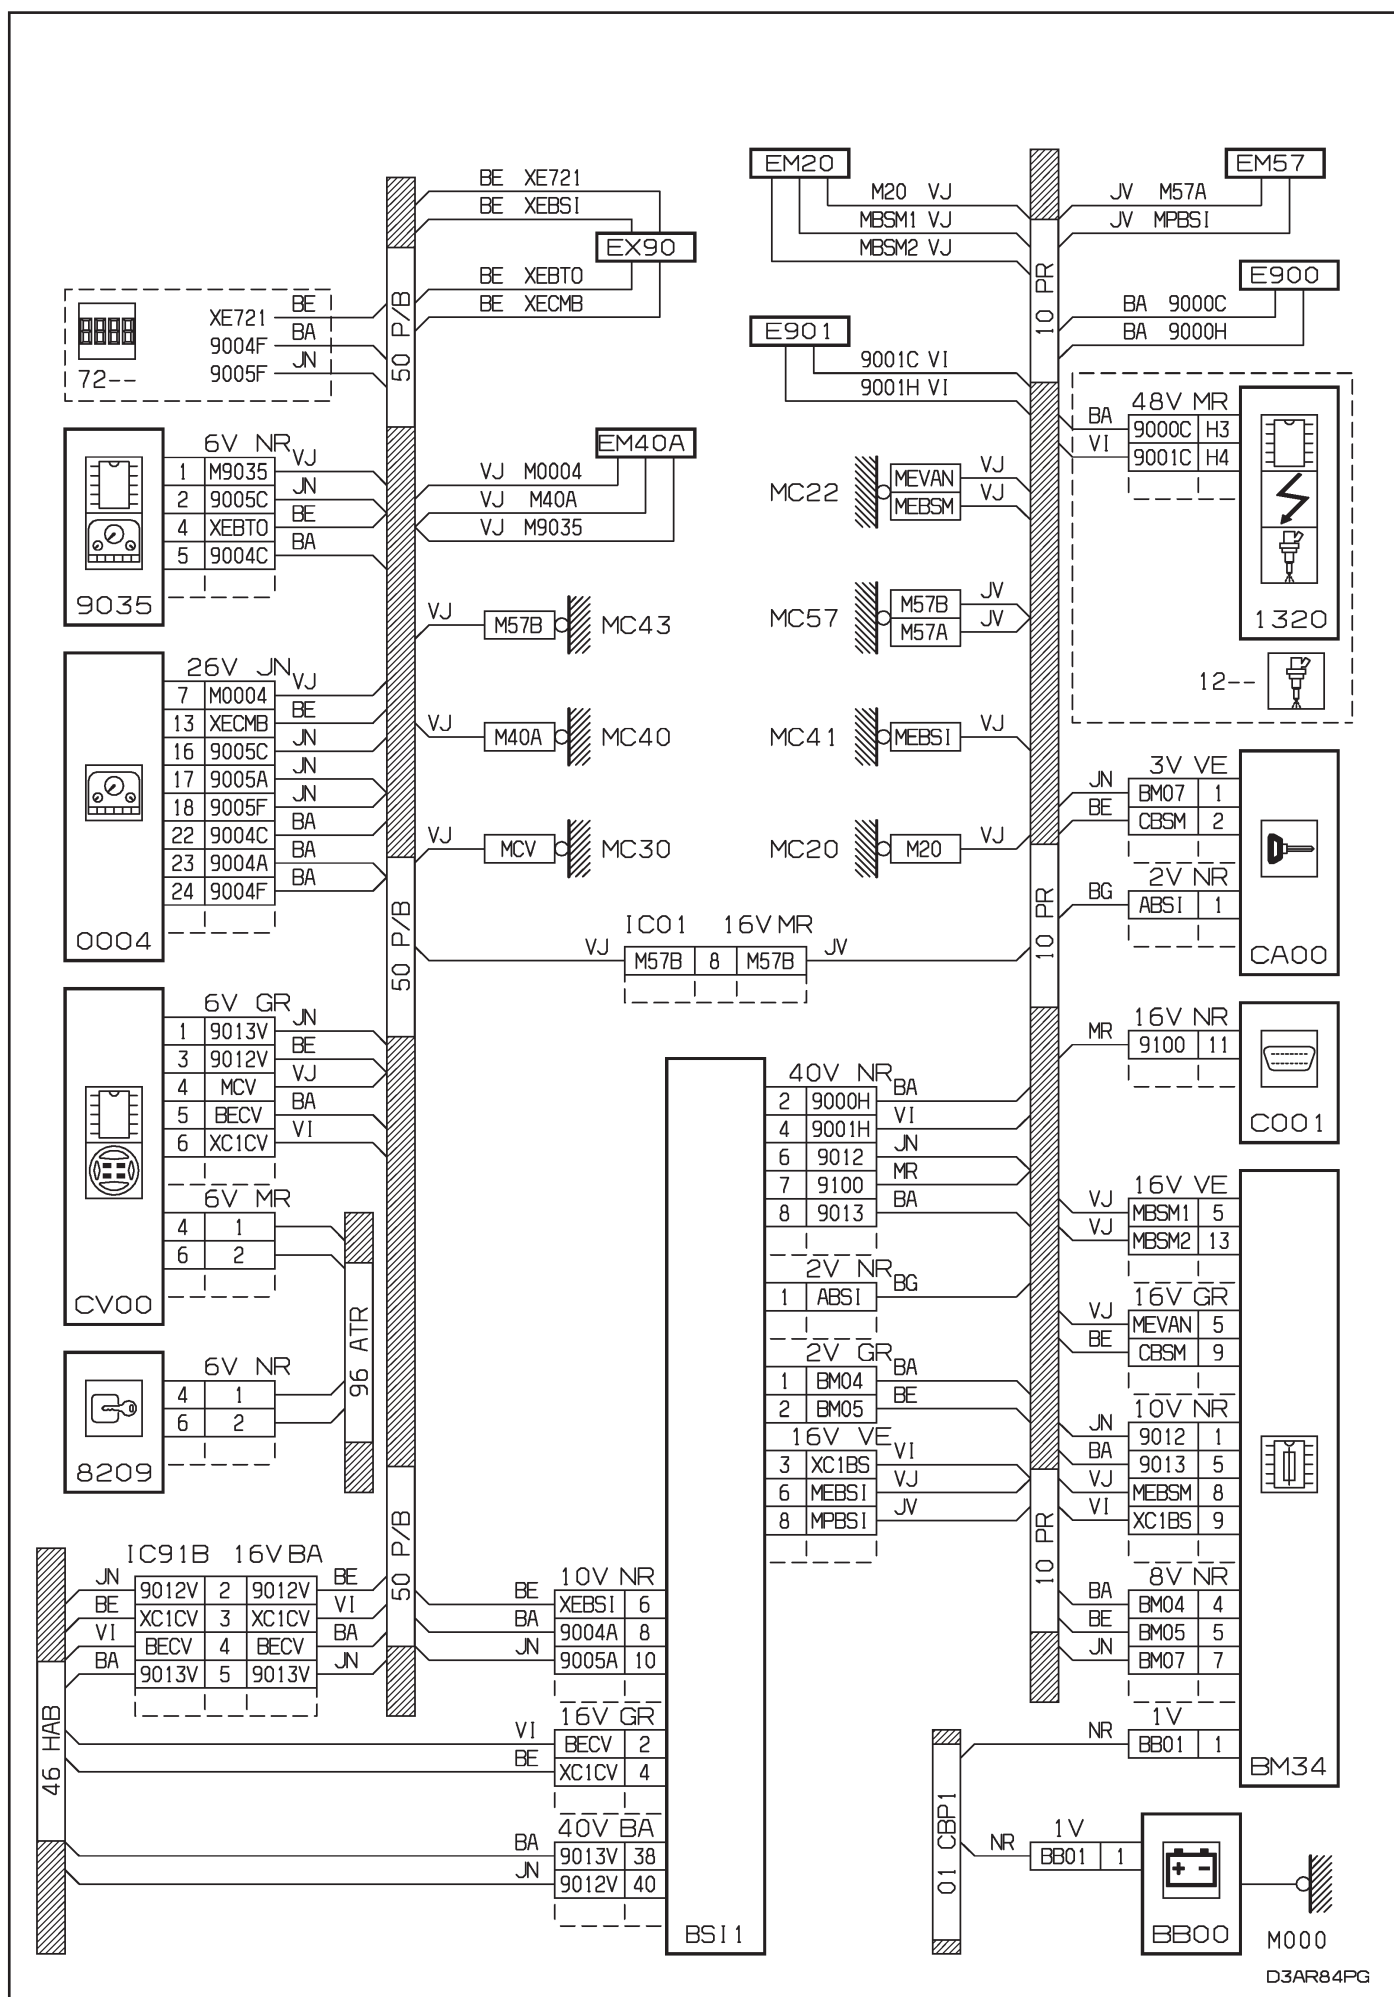 BE XE721
BE XEBSI
EX90
BE XEBTO
BE XECMB
EM20
M20 VJ
MBSM1 VJ
MBSM2 VJ
EM57
JV M57A
JV MPBSI
E900
BA 9000C
BA 9000H
E901
9001C VI
9001H VI
50 P/B
10 PR
XE721 BE
9004F BA
9005F JN
72--
6V NR
1 M9035 VJ
2 9005C JN
4 XEBTO BE
5 9004C BA
9035
EM40A
VJ M0004
VJ M40A
VJ M9035
MC22
MEVAN VJ
MEBSM VJ
48V MR
BA 9000C H3
VI 9001C H4
1320
12--
VJ M57B MC43
MC57
M57B JV
M57A JV
26V JN
7 M0004 VJ
13 XECMB BE
16 9005C JN
17 9005A JN
18 9005F JN
22 9004C BA
23 9004A BA
24 9004F BA
0004
VJ M40A MC40
MC41 MEBSI VJ
VJ MCV MC30
MC20 M20 VJ
3V VE
JN BM07 1
BE CBSM 2
2V NR
BG ABSI 1
CA00
50 P/B
10 PR
IC01 16V MR
VJ M57B 8 M57B JV
6V GR
1 9013V JN
3 9012V BE
4 MCV VJ
5 BECV BA
6 XC1CV VI
6V MR
4 1
6 2
CV00
96 ATR
6V NR
4 1
6 2
8209
16V NR
MR 9100 11
C001
40V NR
2 9000H BA
4 9001H VI
6 9012 JN
7 9100 MR
8 9013 BA
2V NR
1 ABSI BG
2V GR
1 BM04 BA
2 BM05 BE
16V VE
3 XC1BS VI
6 MEBSI VJ
8 MPBSI JV
16V VE
VJ MBSM1 5
VJ MBSM2 13
16V GR
VJ MEVAN 5
BE CBSM 9
10V NR
JN 9012 1
BA 9013 5
VJ MEBSM 8
VI XC1BS 9
8V NR
BA BM04 4
BE BM05 5
JN BM07 7
1V
NR BB01 1
BM34
50 P/B
10 PR
IC91B 16V BA
JN 9012V 2 9012V BE
BE XC1CV 3 XC1CV VI
VI BECV 4 BECV BA
BA 9013V 5 9013V JN
46 HAB
10V NR
BE XEBSI 6
BA 9004A 8
JN 9005A 10
16V GR
VI BECV 2
BE XC1CV 4
40V BA
BA 9013V 38
JN 9012V 40
BSI1
01 CBP1
1V
NR BB01 1
BB00
M000
D3AR84PG